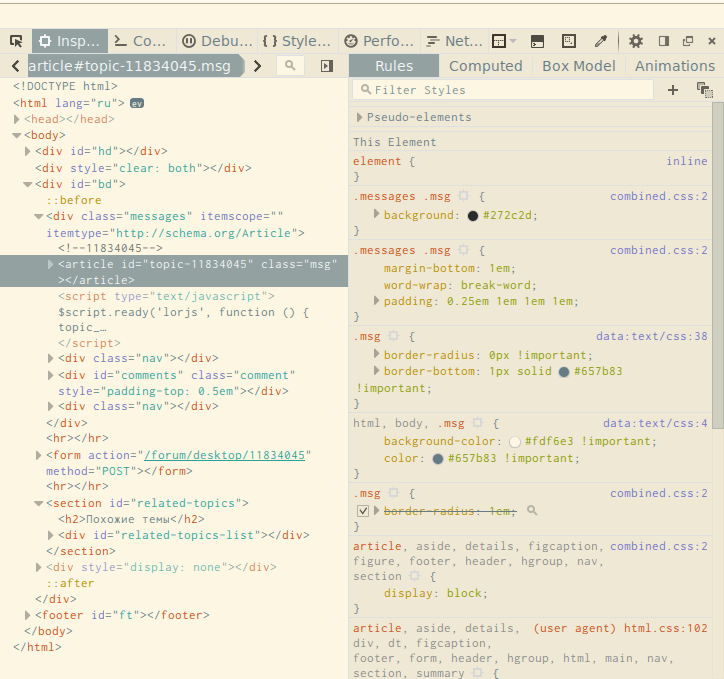 Insp... Co... Debu... { } Style... Perfo... Net...
article#topic-11834045.msg
Rules Computed Box Model Animations
Filter Styles
<!DOCTYPE html>
<html lang="ru"> ev
<head></head>
<body>
<div id="hd"></div>
<div style="clear: both"></div>
<div id="bd">
::before
<div class="messages" itemscope=""
itemtype="http://schema.org/Article">
<!--11834045-->
<article id="topic-11834045" class="msg"
></article>
<script type="text/javascript">
$script.ready('lorjs', function () {
topic_…
</script>
<div class="nav"></div>
<div id="comments" class="comment"
style="padding-top: 0.5em"></div>
<div class="nav"></div>
</div>
<hr></hr>
<form action="/forum/desktop/11834045"
method="POST"></form>
<hr></hr>
<section id="related-topics">
<h2>Похожие темы</h2>
<div id="related-topics-list"></div>
</section>
<div style="display: none"></div>
::after
</div>
<footer id="ft"></footer>
</body>
</html>
Pseudo-elements
This Element
element { inline
}
.messages .msg { combined.css:2
background: #272c2d;
}
.messages .msg { combined.css:2
margin-bottom: 1em;
word-wrap: break-word;
padding: 0.25em 1em 1em 1em;
}
.msg { data:text/css:38
border-radius: 0px !important;
border-bottom: 1px solid #657b83
!important;
}
html, body, .msg { data:text/css:4
background-color: #fdf6e3 !important;
color: #657b83 !important;
}
.msg { combined.css:2
border-radius: 1em;
}
article, aside, details, figcaption, combined.css:2
figure, footer, header, hgroup, nav,
section {
display: block;
}
article, aside, details, (user agent) html.css:102
div, dt, figcaption,
footer, form, header, hgroup, html, main, nav,
section, summary {